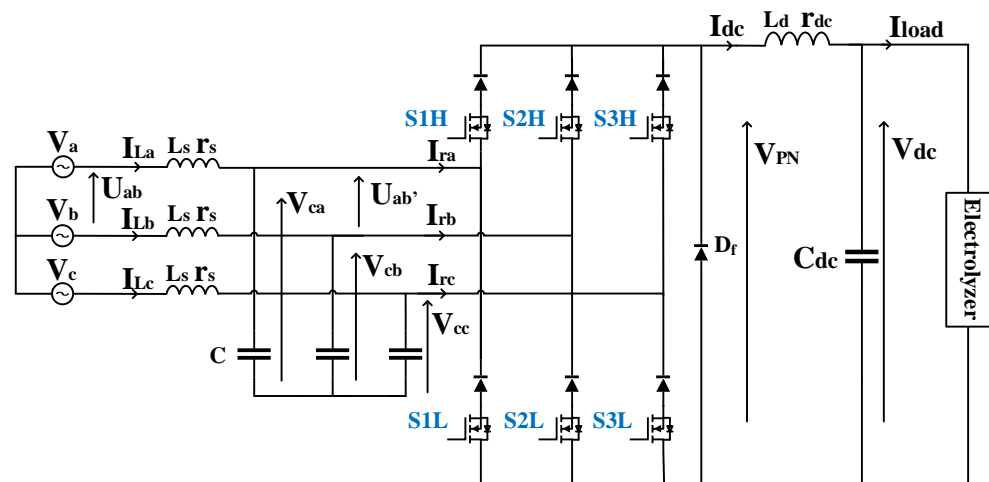 Idc
Ld rdc
Iload
S1H
S2H
S3H
Va
ILa
Ls rs
Ira
Uab
Vca
Uab'
VPN
Vdc
Vb
ILb
Ls rs
Irb
Vcb
Df
Cdc
Electrolyzer
Vc
ILc
Ls rs
Irc
Vcc
C
S1L
S2L
S3L